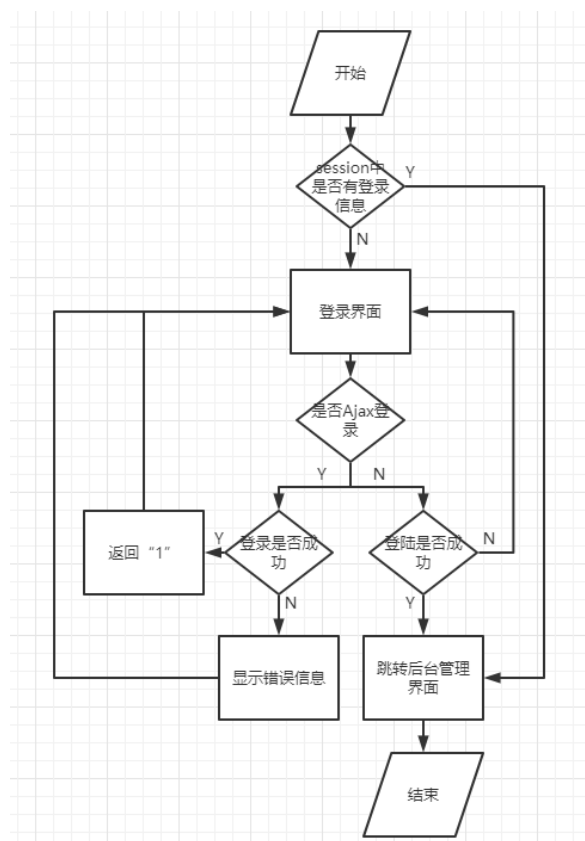 开始
session中
是否有登录
信息
Y
N
登录界面
是否Ajax登
录
Y
N
返回“1”
Y
登录是否成
功
登陆是否成
功
N
N
Y
显示错误信息
跳转后台管理
界面
结束